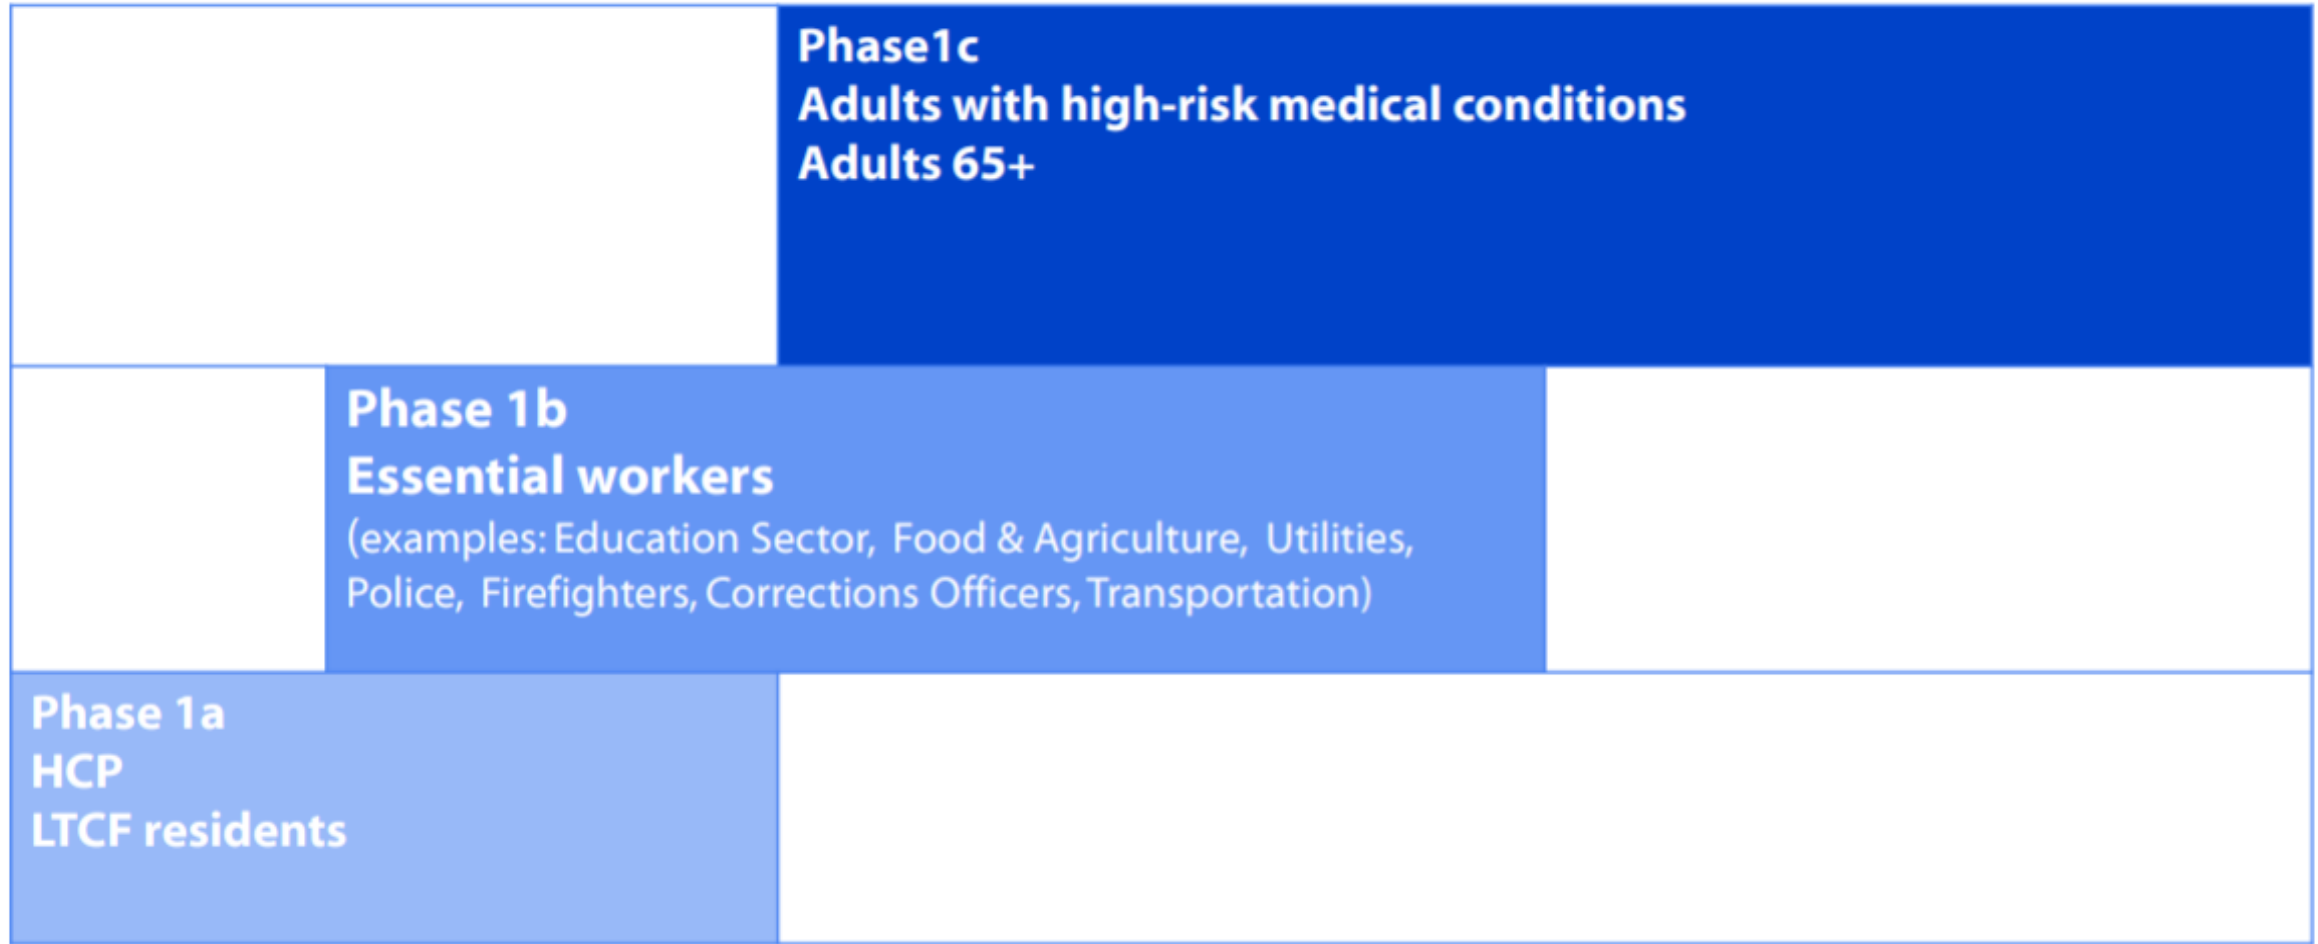 Phase1c
Adults with high-risk medical conditions
Adults 65+
Phase 1b
Essential workers
(examples: Education Sector, Food & Agriculture, Utilities,
Police, Firefighters, Corrections Officers, Transportation)
Phase 1a
HCP
LTCF residents